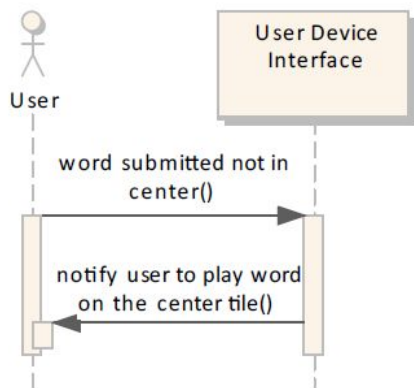 User Device
Interface
User
word submitted not in
center()
notify user to play word
on the center tile()